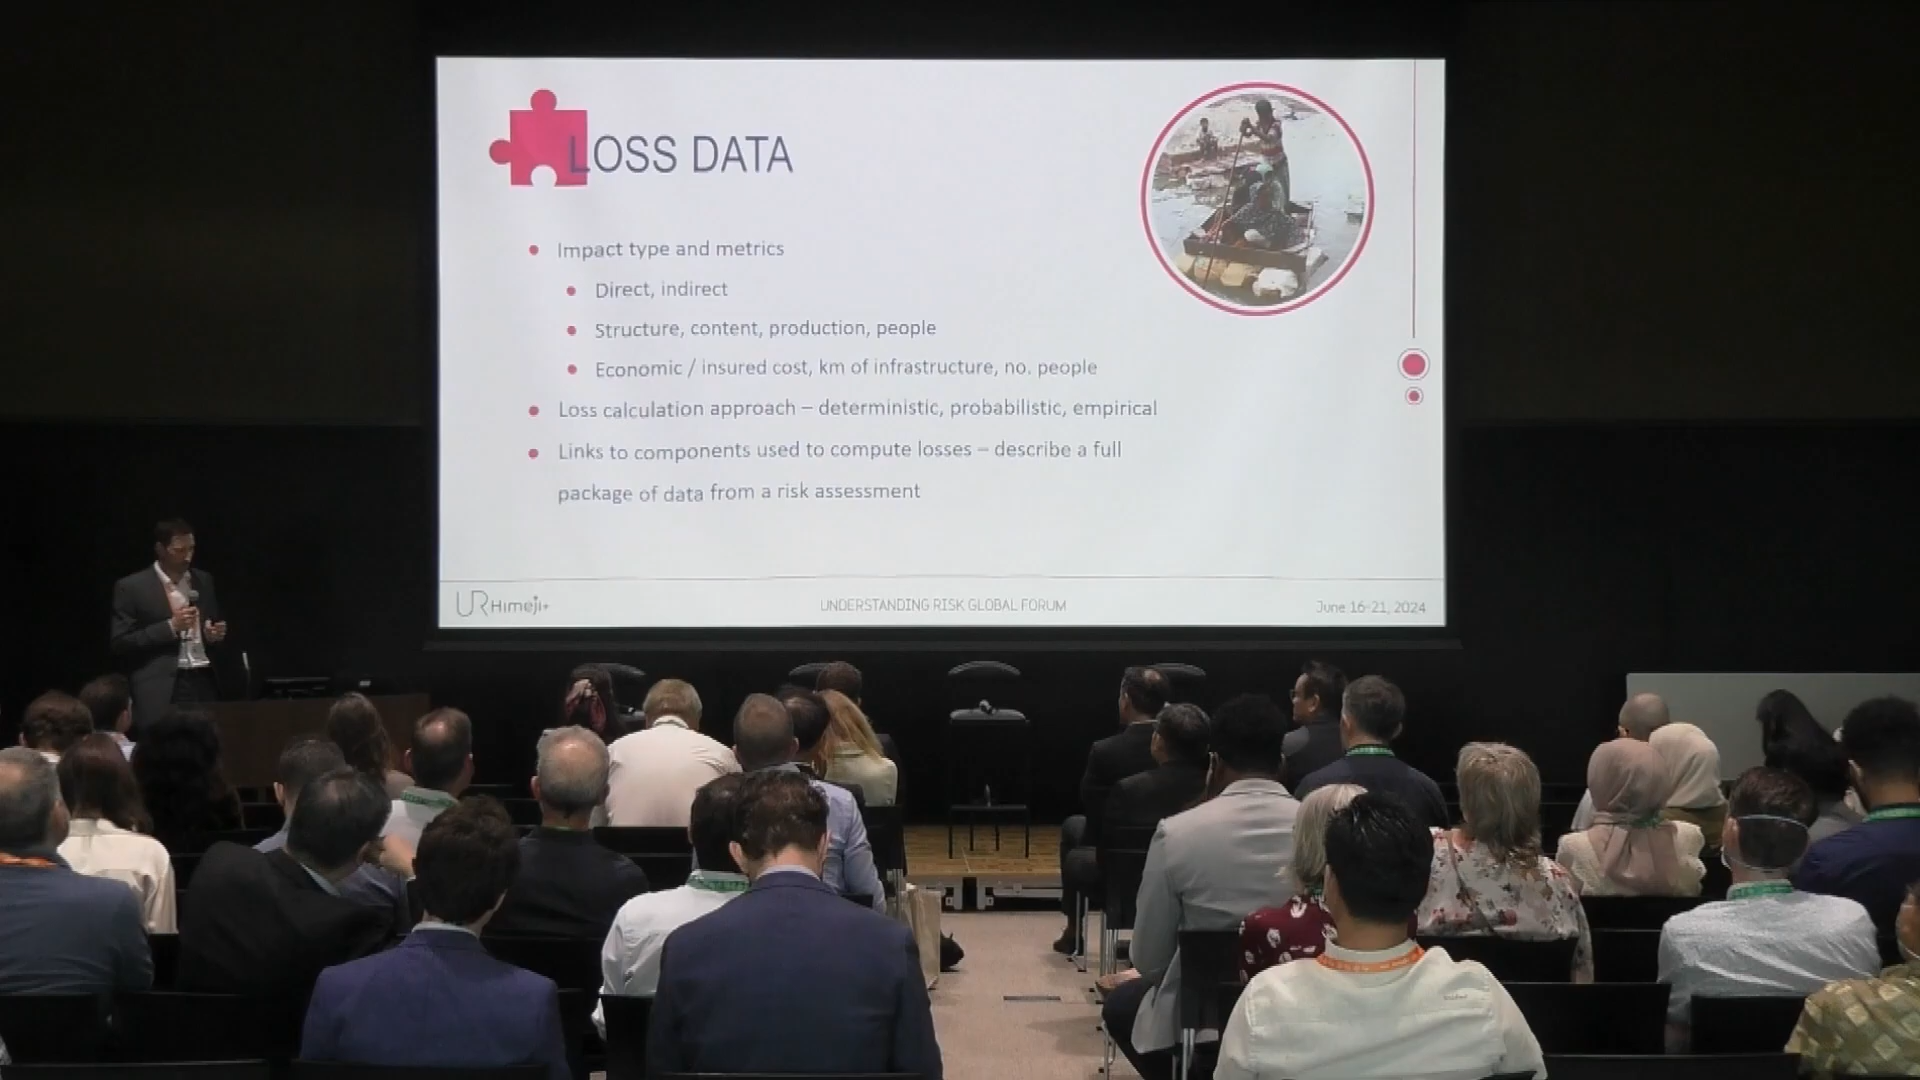 LOSS DATA
Impact type and metrics
Direct, indirect
Structure, content, production, people
Economic / insured cost, km of infrastructure, no. people
Loss calculation approach – deterministic, probabilistic, empirical
Links to components used to compute losses – describe a full
package of data from a risk assessment
URHimeji+
UNDERSTANDING RISK GLOBAL FORUM
June 16-21, 2024